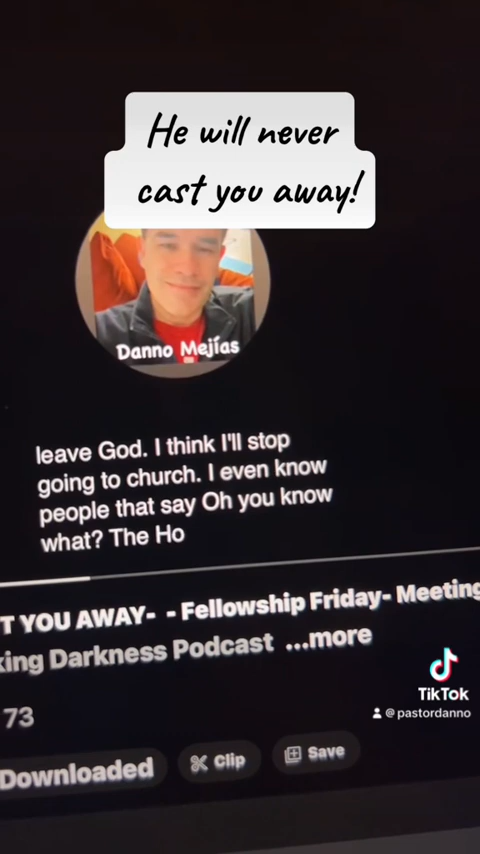 He will never
cast you away!
Danno Mejías
leave God. I think I'll stop
going to church. I even know
people that say Oh you know
what? The Ho
T YOU AWAY- - Fellowship Friday- Meeting
king Darkness Podcast ...more
73
TikTok
@pastordanno
Downloaded
Clip
Save